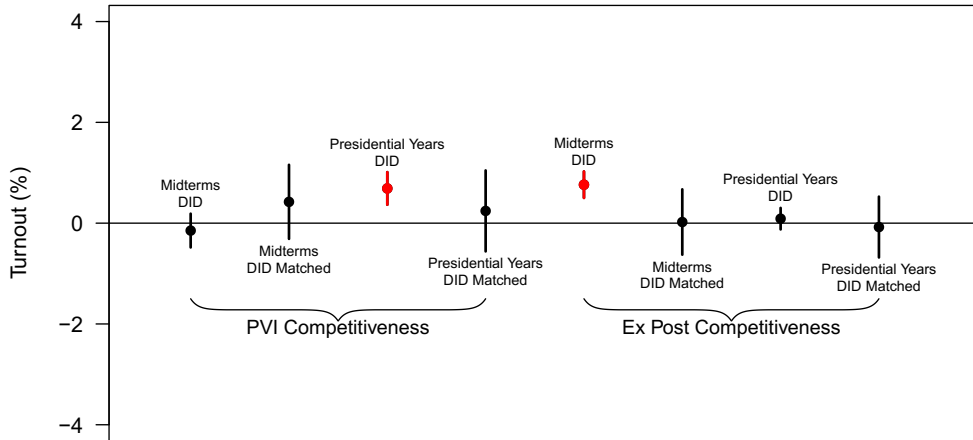 4
2
0
−2
−4
Turnout (%)
Midterms
DID
Midterms
DID Matched
Presidential Years
DID
Presidential Years
DID Matched
Midterms
DID
Midterms
DID Matched
Presidential Years
DID
Presidential Years
DID Matched
PVI Competitiveness
Ex Post Competitiveness